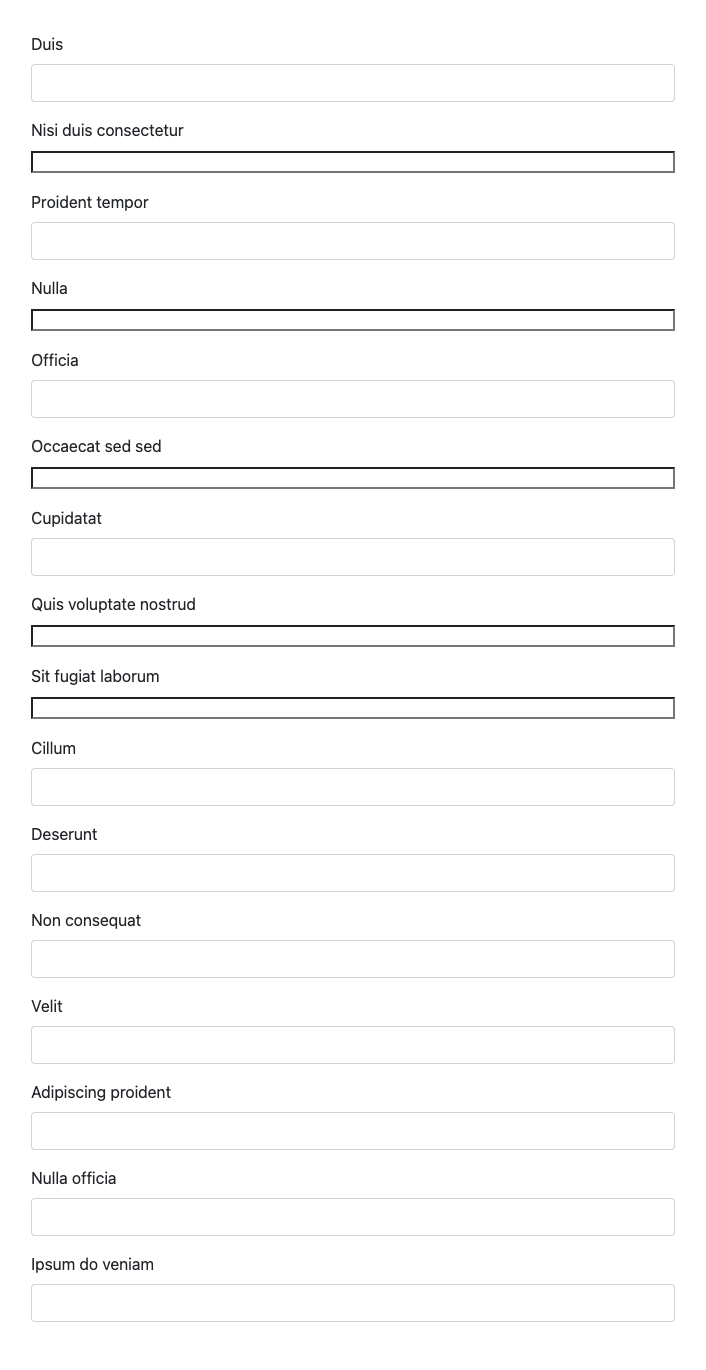 Duis
Nisi duis consectetur
Proident tempor
Nulla
Officia
Occaecat sed sed
Cupidatat
Quis voluptate nostrud
Sit fugiat laborum
Cillum
Deserunt
Non consequat
Velit
Adipiscing proident
Nulla officia
Ipsum do veniam